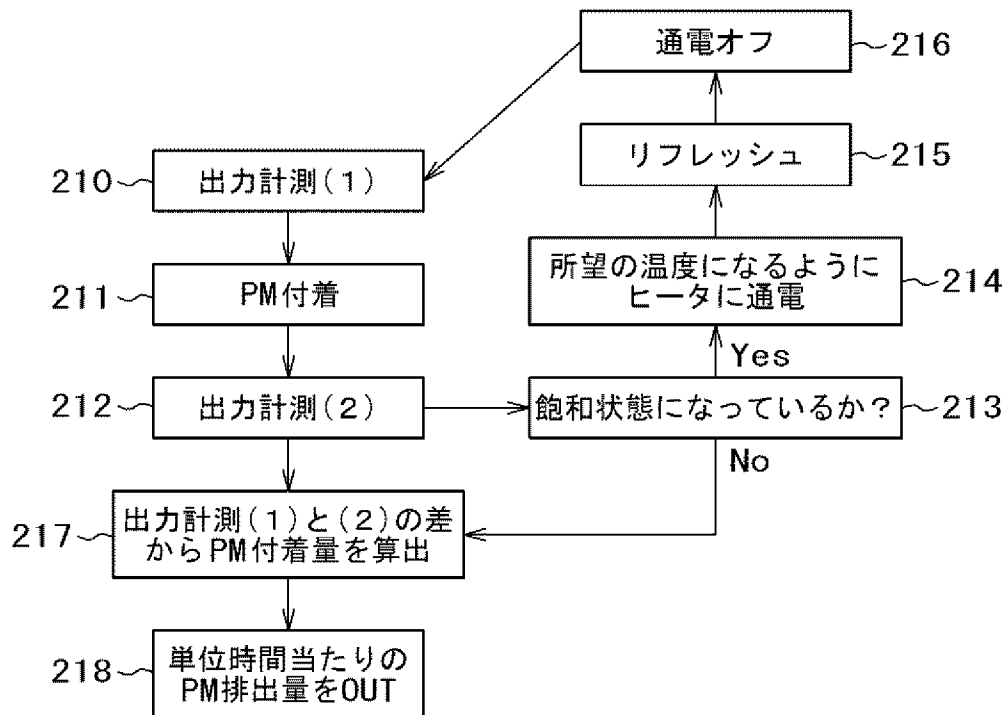 通電オフ
216
リフレッシュ
215
210
出力計測(1)
所望の温度になるように
ヒータに通電
214
211
PM付着
Yes
212
出力計測(2)
飽和状態になっているか?
213
No
217
出力計測(1)と(2)の差
からPM付着量を算出
218
単位時間当たりの
PM排出量をOUT